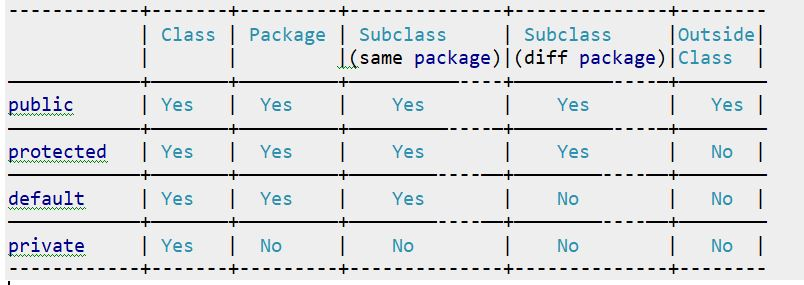 Class | Package | Subclass | Subclass |Outside|
|(same package)|(diff package)|Class |
public | Yes | Yes | Yes | Yes | Yes |
protected | Yes | Yes | Yes | Yes | No |
default | Yes | Yes | Yes | No | No |
private | Yes | No | No | No | No |